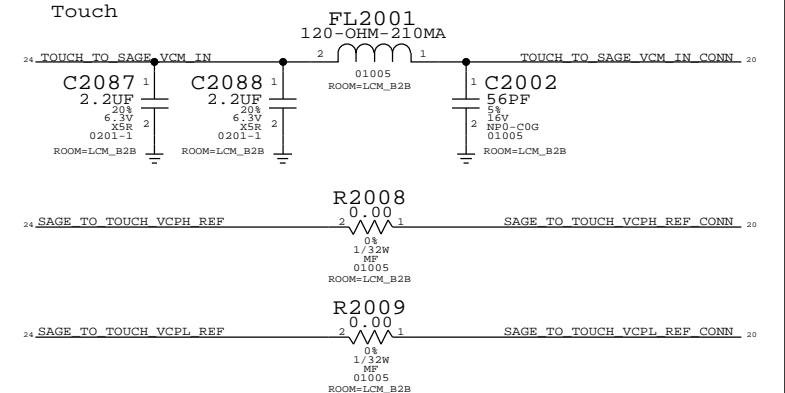 Touch
FL2001
120-OHM-210MA
24 TOUCH_TO_SAGE_VCM_IN 2 1 TOUCH_TO_SAGE_VCM_IN_CONN 20
01005
ROOM=LCM_B2B
C2087 1
2.2UF
20%
6.3V
X5R 2
0201-1
ROOM=LCM_B2B
C2088 1
2.2UF
20%
6.3V
X5R 2
0201-1
ROOM=LCM_B2B
1 C2002
56PF
5%
16V
2 NP0-C0G
01005
ROOM=LCM_B2B
R2008
0.00
24 SAGE_TO_TOUCH_VCPH_REF 2 1 SAGE_TO_TOUCH_VCPH_REF_CONN 20
0%
1/32W
MF
01005
ROOM=LCM_B2B
R2009
0.00
24 SAGE_TO_TOUCH_VCPL_REF 2 1 SAGE_TO_TOUCH_VCPL_REF_CONN 20
0%
1/32W
MF
01005
ROOM=LCM_B2B